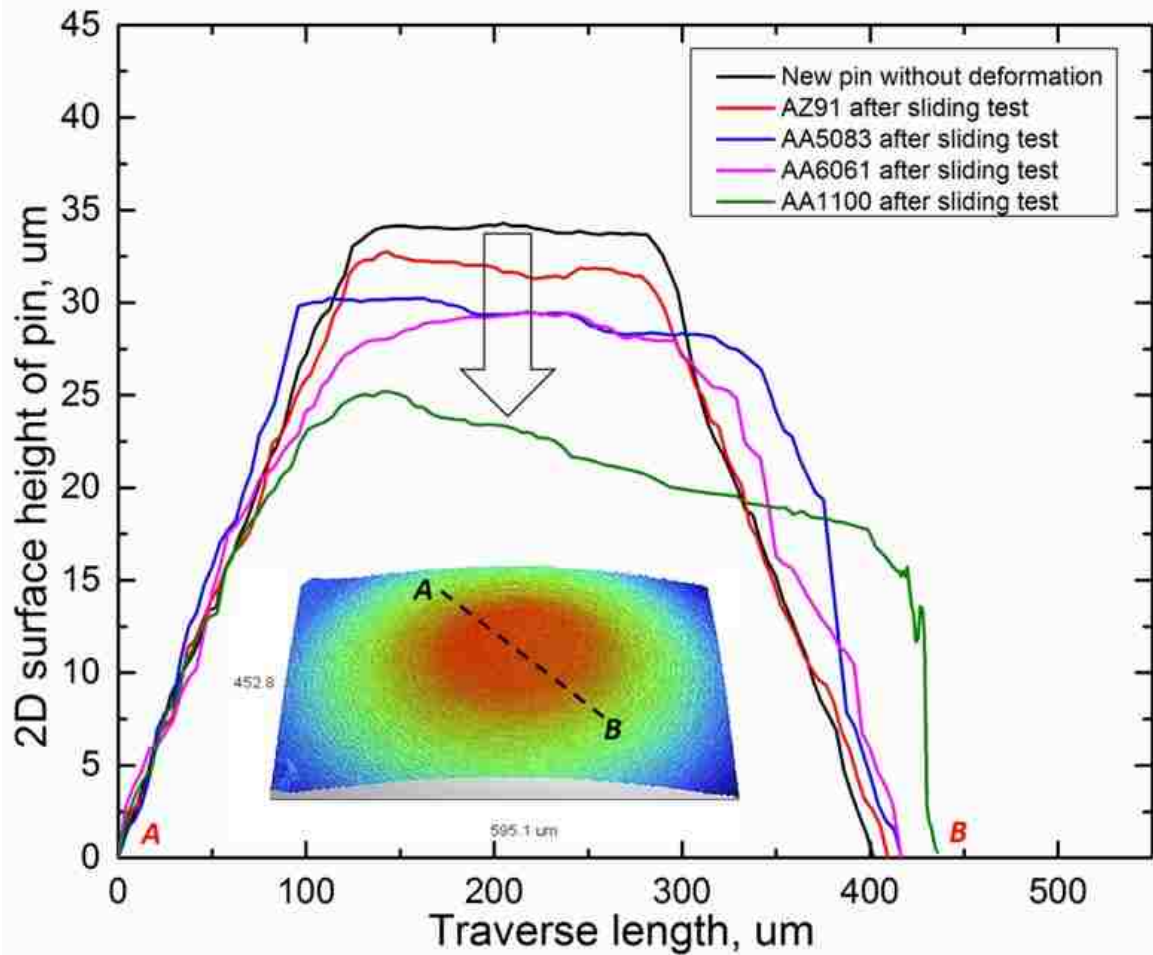 45
40
35
30
25
20
15
10
5
0
2D surface height of pin, um
New pin without deformation
AZ91 after sliding test
AA5083 after sliding test
AA6061 after sliding test
AA1100 after sliding test
A
B
452.8
595.1 um
A
B
0
100
200
300
400
500
Traverse length, um